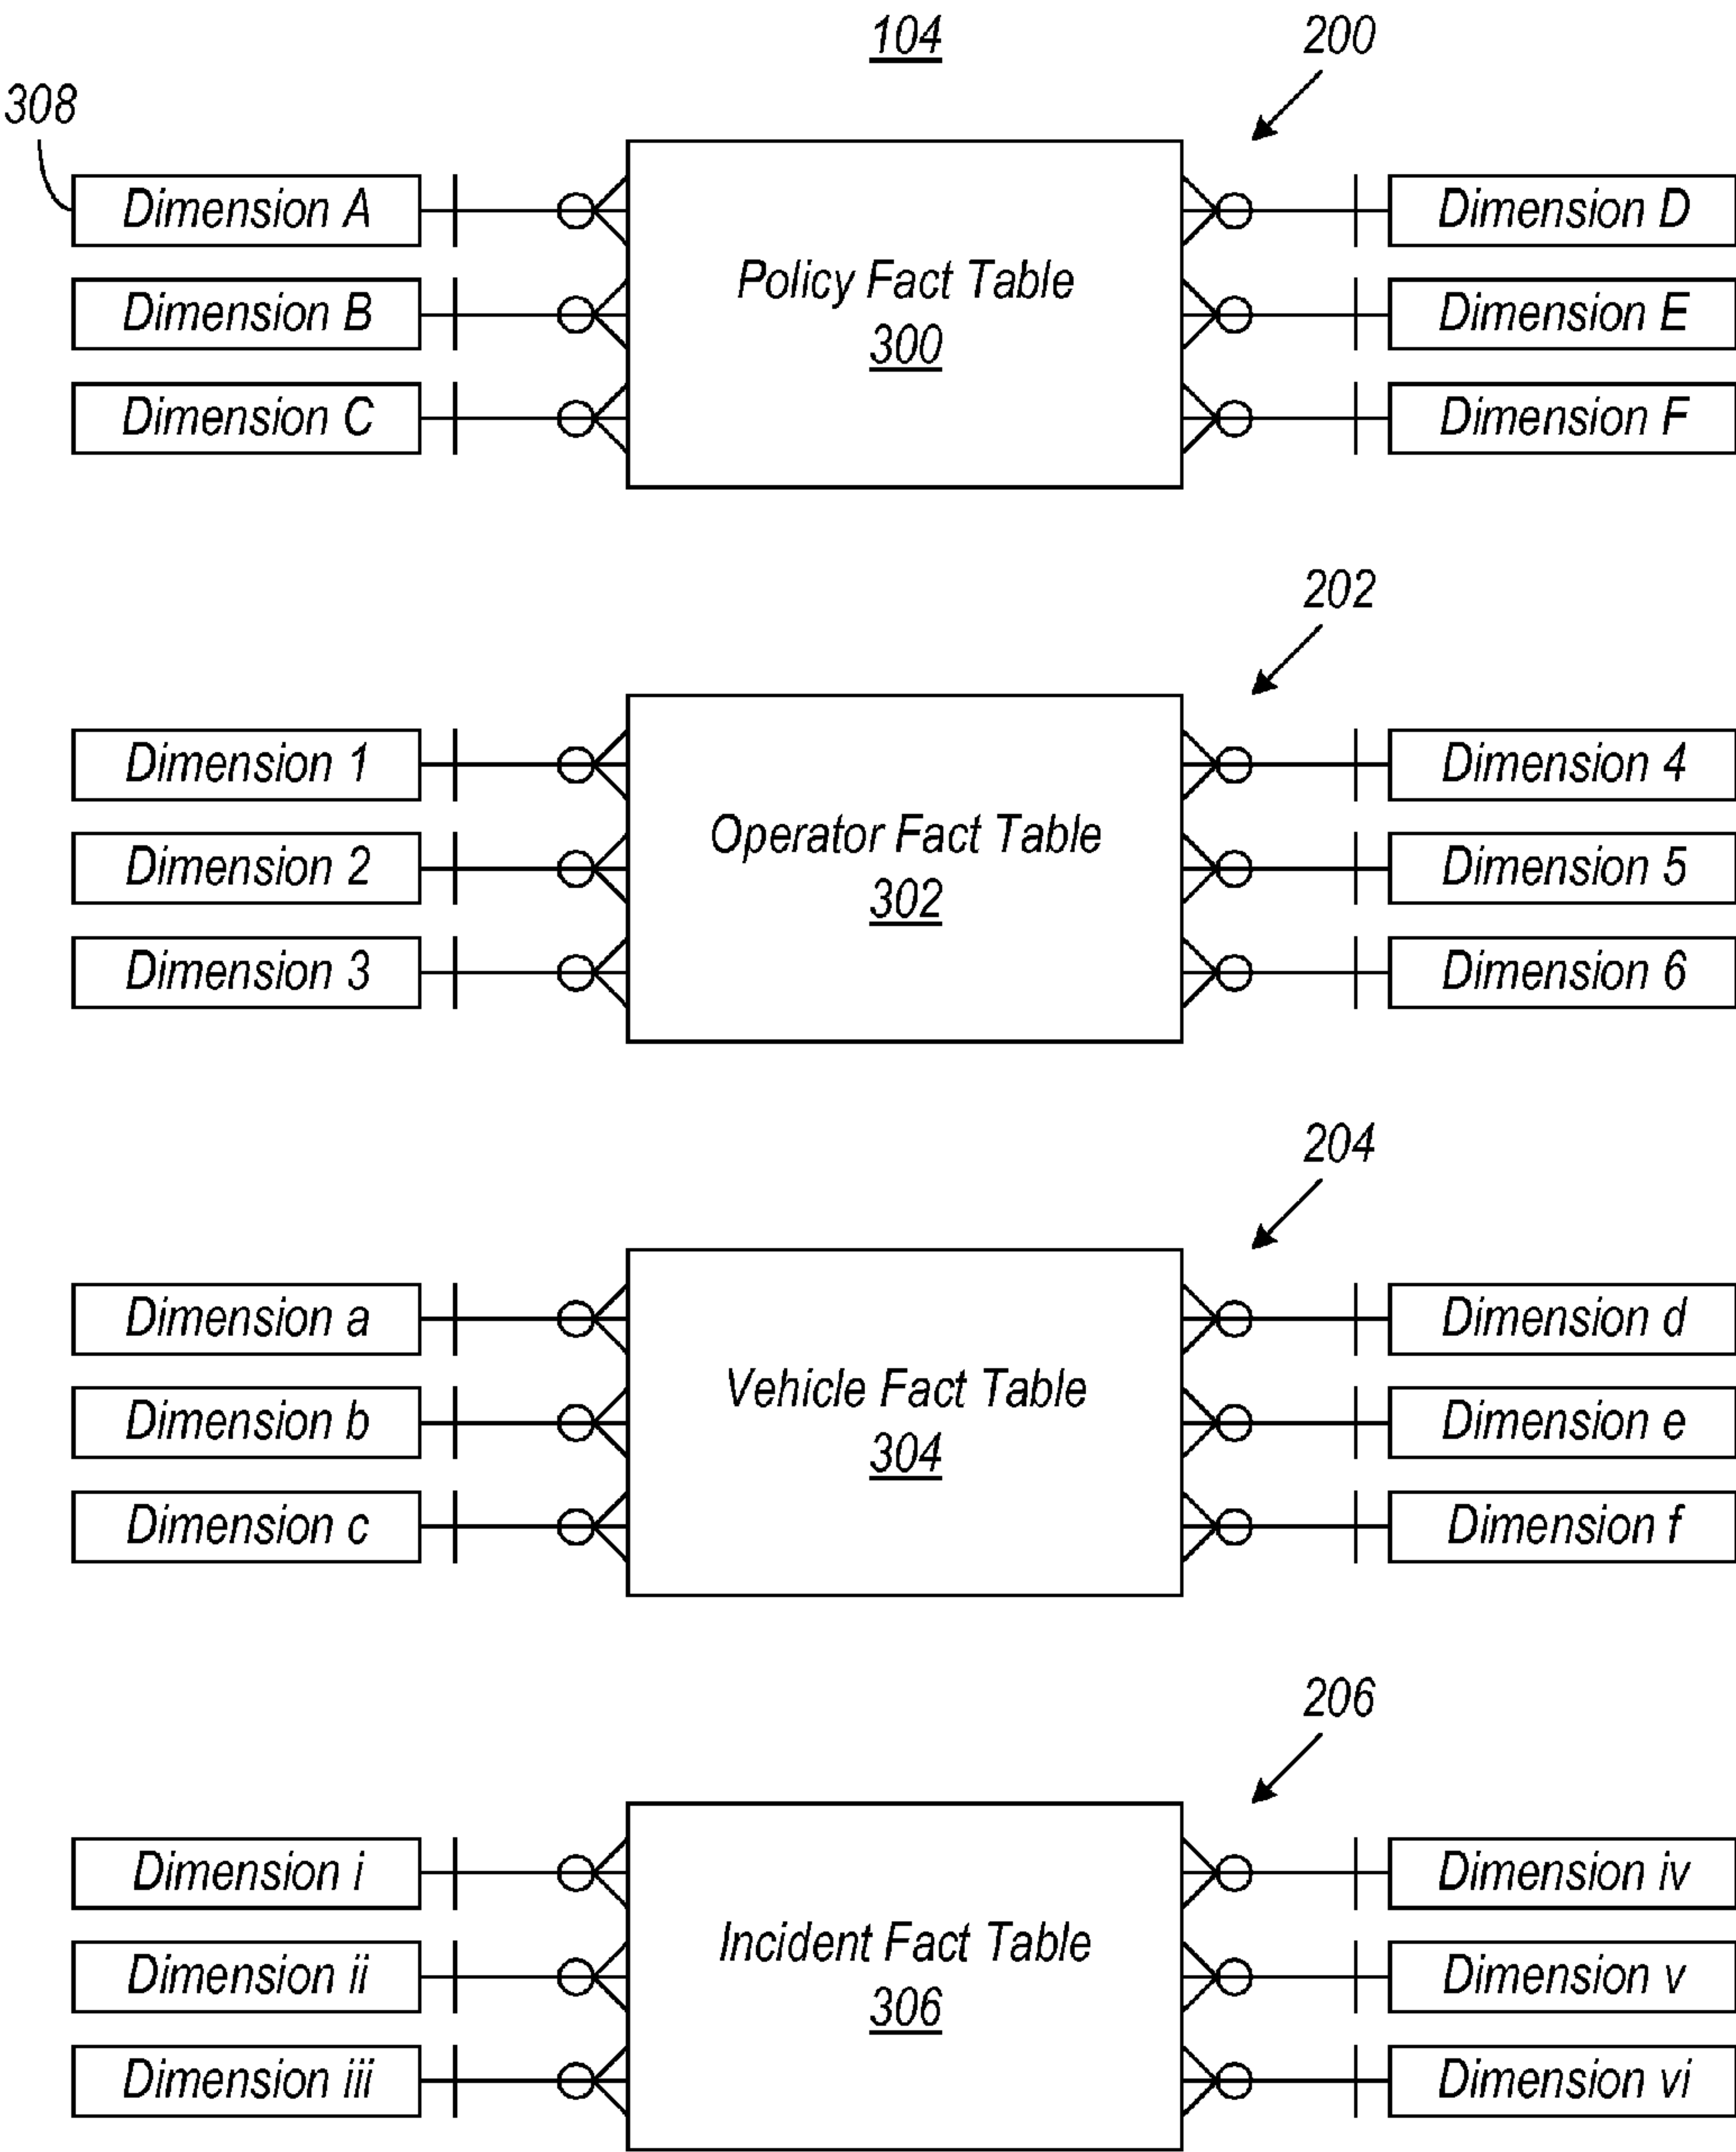 104
200
308
Dimension A
Dimension B
Dimension C
Policy Fact Table
300
Dimension D
Dimension E
Dimension F
202
Dimension 1
Dimension 2
Dimension 3
Operator Fact Table
302
Dimension 4
Dimension 5
Dimension 6
204
Dimension a
Dimension b
Dimension c
Vehicle Fact Table
304
Dimension d
Dimension e
Dimension f
206
Dimension i
Dimension ii
Dimension iii
Incident Fact Table
306
Dimension iv
Dimension v
Dimension vi